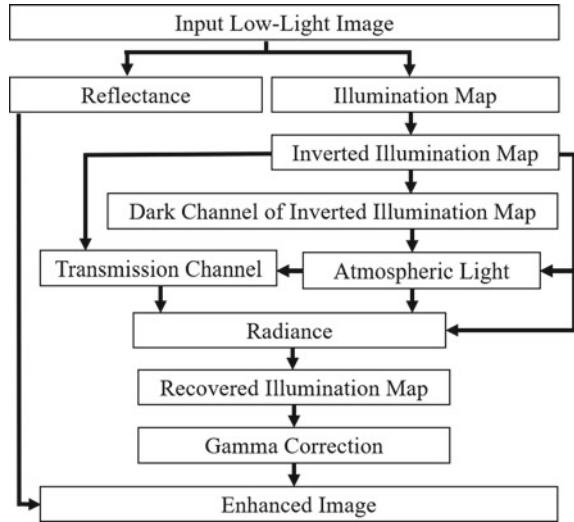 Input Low-Light Image
Reflectance
Illumination Map
Inverted Illumination Map
Dark Channel of Inverted Illumination Map
Transmission Channel
Atmospheric Light
Radiance
Recovered Illumination Map
Gamma Correction
Enhanced Image